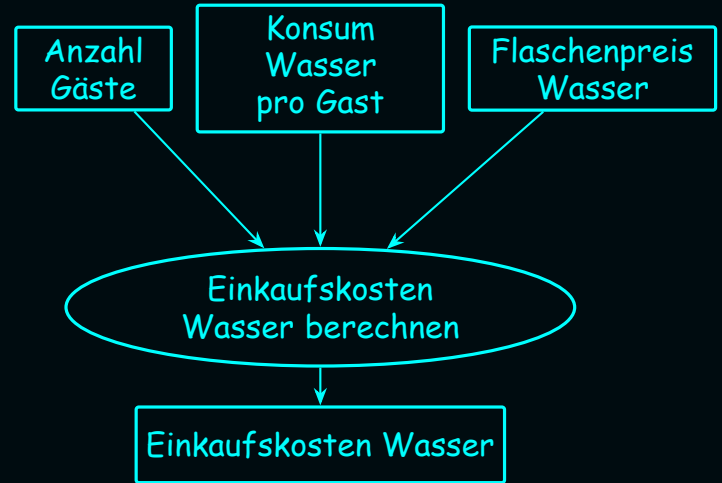 Anzahl
Gäste
Konsum
Wasser
pro Gast
Flaschenpreis
Wasser
Einkaufskosten
Wasser berechnen
Einkaufskosten Wasser